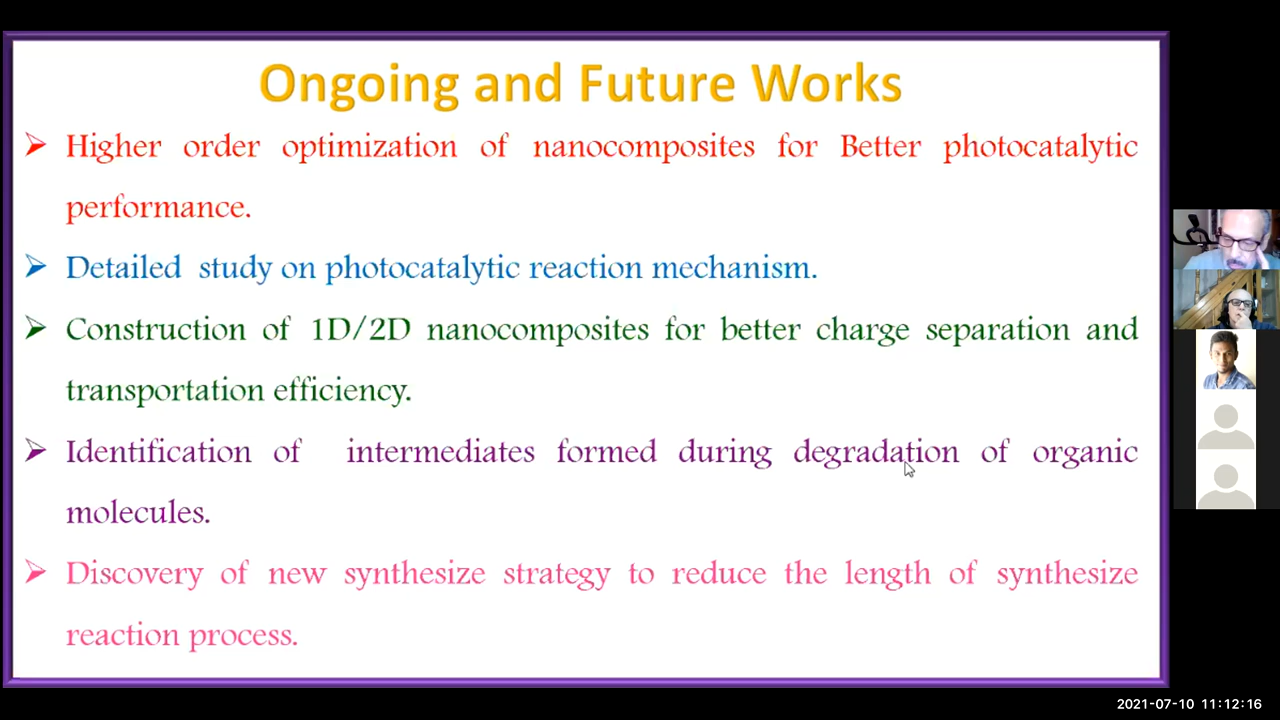 Ongoing and Future Works
Higher order optimization of nanocomposites for Better photocatalytic
performance.
Detailed study on photocatalytic reaction mechanism.
Construction of 1D/2D nanocomposites for better charge separation and
transportation efficiency.
Identification of intermediates formed during degradation of organic
molecules.
Discovery of new synthesize strategy to reduce the length of synthesize
reaction process.
2021-07-10 11:12:16